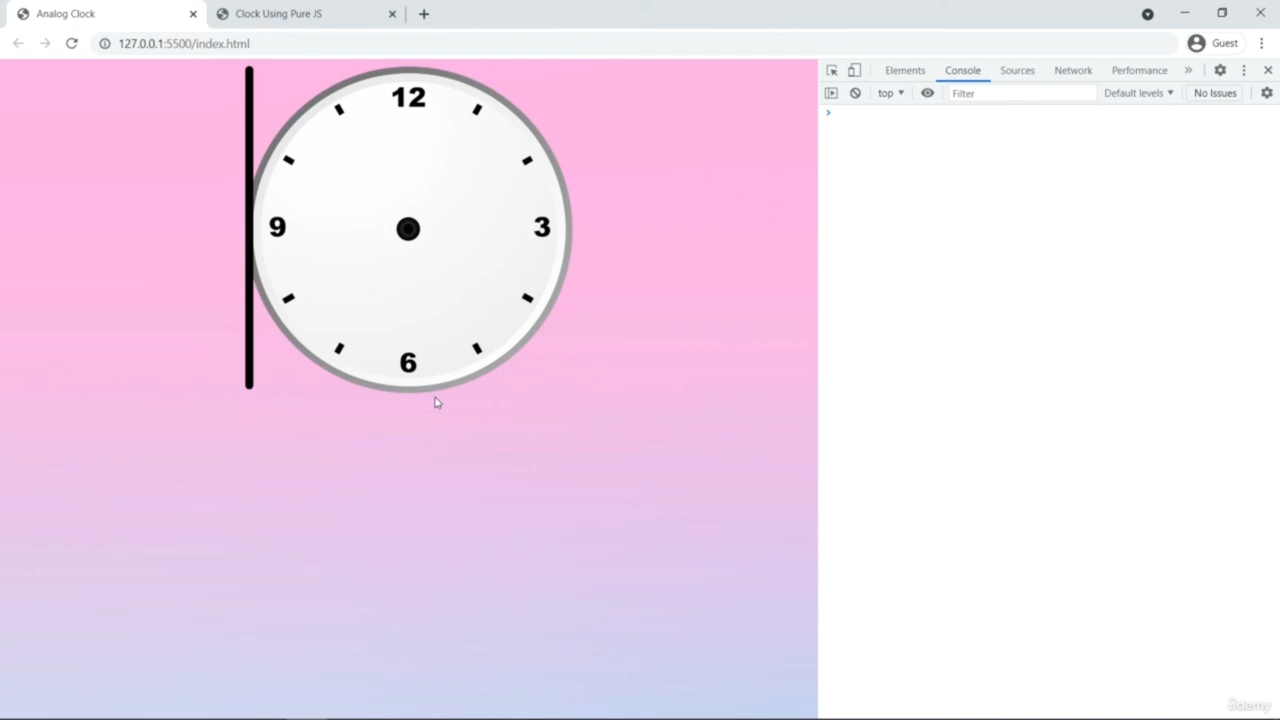 Analog Clock
Clock Using Pure JS
127.0.0.1:5500/index.html
Guest
Elements Console Sources Network Performance »
top Filter Default levels No Issues
12
9
3
6
ûdemy